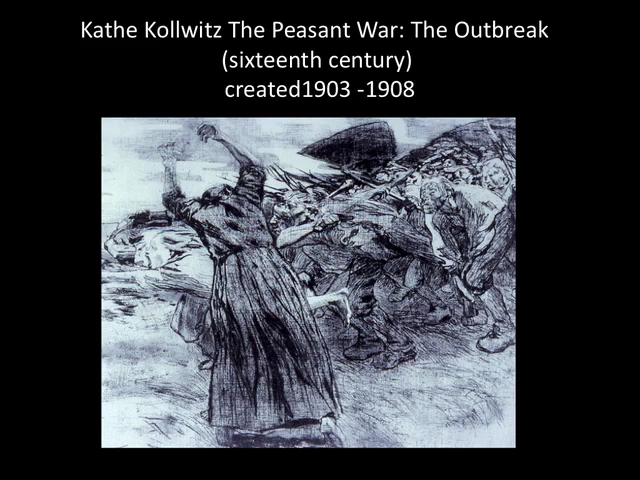 Kathe Kollwitz The Peasant War: The Outbreak
(sixteenth century)
created1903 -1908